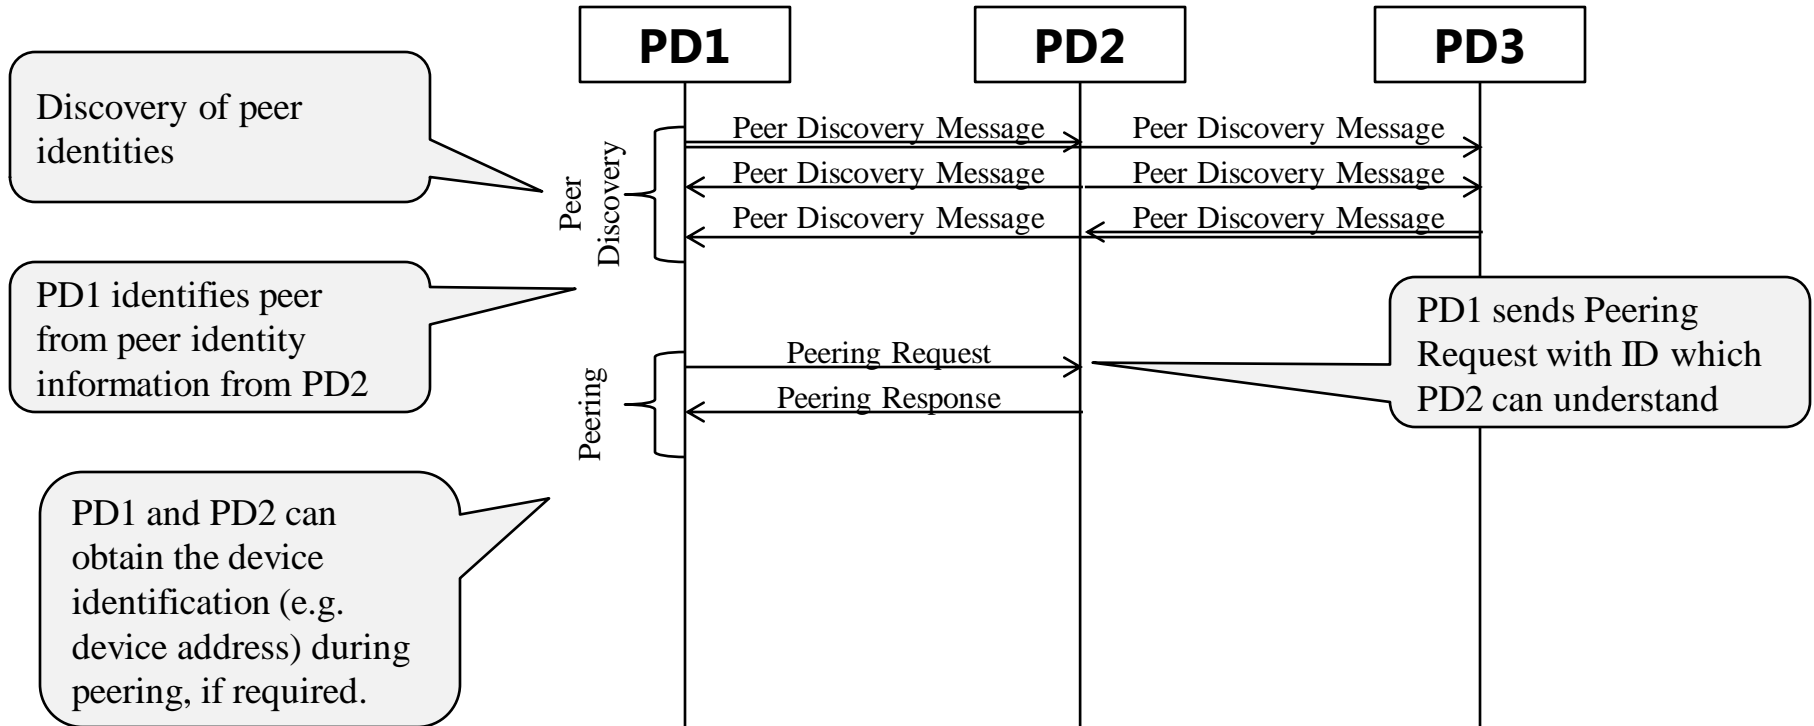 PD1
PD2
PD3
Discovery of peer
identities
Peer Discovery Message
Peer Discovery Message
Peer Discovery Message
Peer Discovery Message
Peer Discovery Message
Peer Discovery Message
Peer
Discovery
PD1 identifies peer
from peer identity
information from PD2
PD1 sends Peering
Request with ID which
PD2 can understand
Peering Request
Peering Response
Peering
PD1 and PD2 can
obtain the device
identification (e.g.
device address) during
peering, if required.